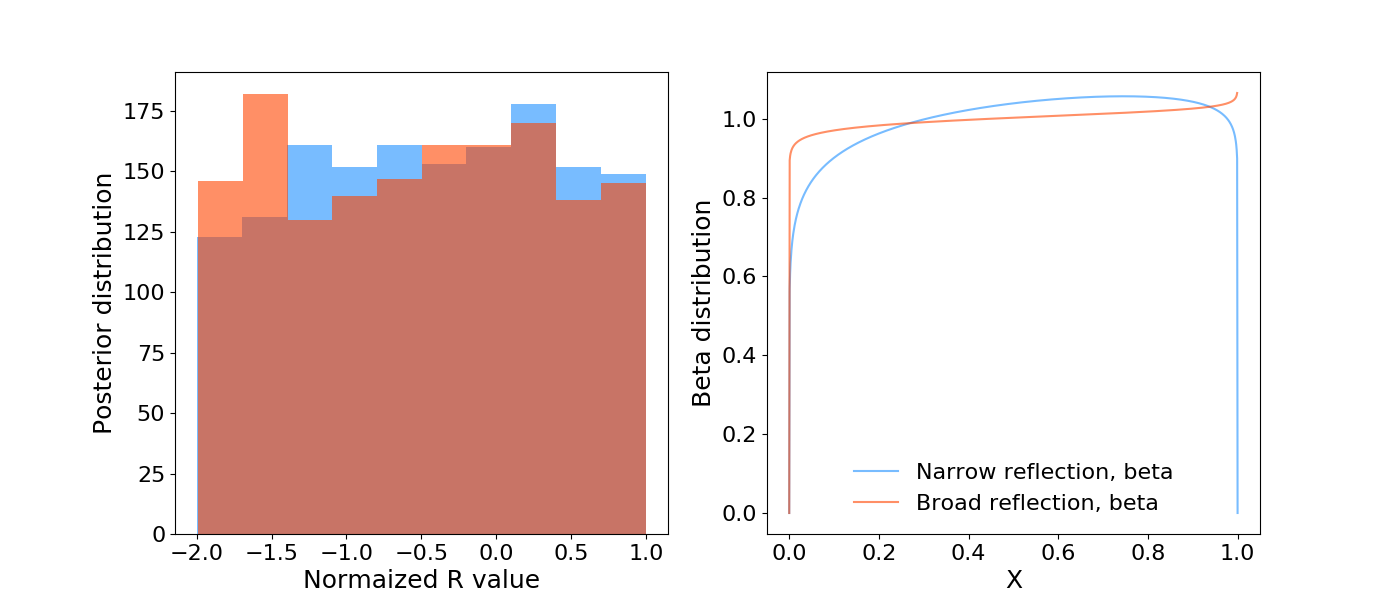 Posterior distribution
175
150
125
100
75
50
25
0
−2.0 −1.5 −1.0 −0.5 0.0 0.5 1.0
Normaized R value
Beta distribution
1.0
0.8
0.6
0.4
0.2
0.0
Narrow reflection, beta
Broad reflection, beta
0.0 0.2 0.4 0.6 0.8 1.0
X